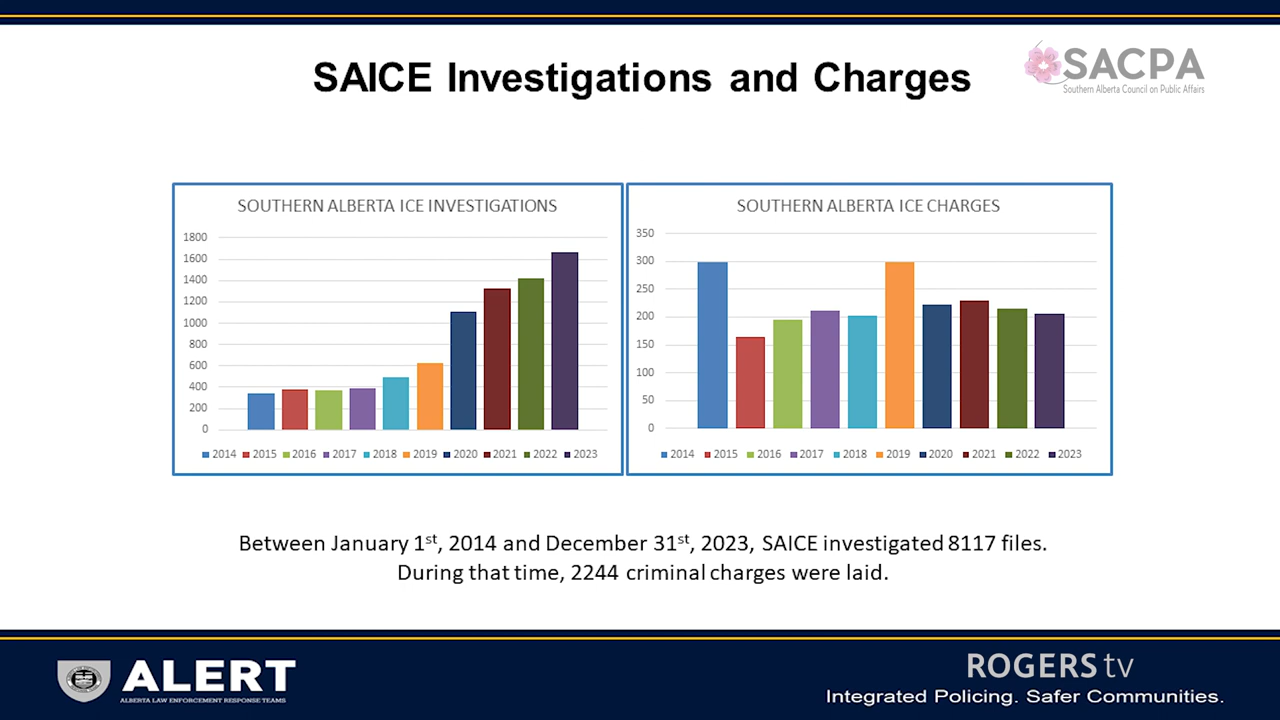 SAICE Investigations and Charges
SACPA
Southern Alberta Council on Public Affairs
SOUTHERN ALBERTA ICE INVESTIGATIONS
1800
1600
1400
1200
1000
800
600
400
200
0
2014 2015 2016 2017 2018 2019 2020 2021 2022 2023
SOUTHERN ALBERTA ICE CHARGES
350
300
250
200
150
100
50
0
2014 2015 2016 2017 2018 2019 2020 2021 2022 2023
Between January 1st, 2014 and December 31st, 2023, SAICE investigated 8117 files.
During that time, 2244 criminal charges were laid.
ALERT
ALBERTA LAW ENFORCEMENT RESPONSE TEAMS
ROGERS tv
Integrated Policing. Safer Communities.